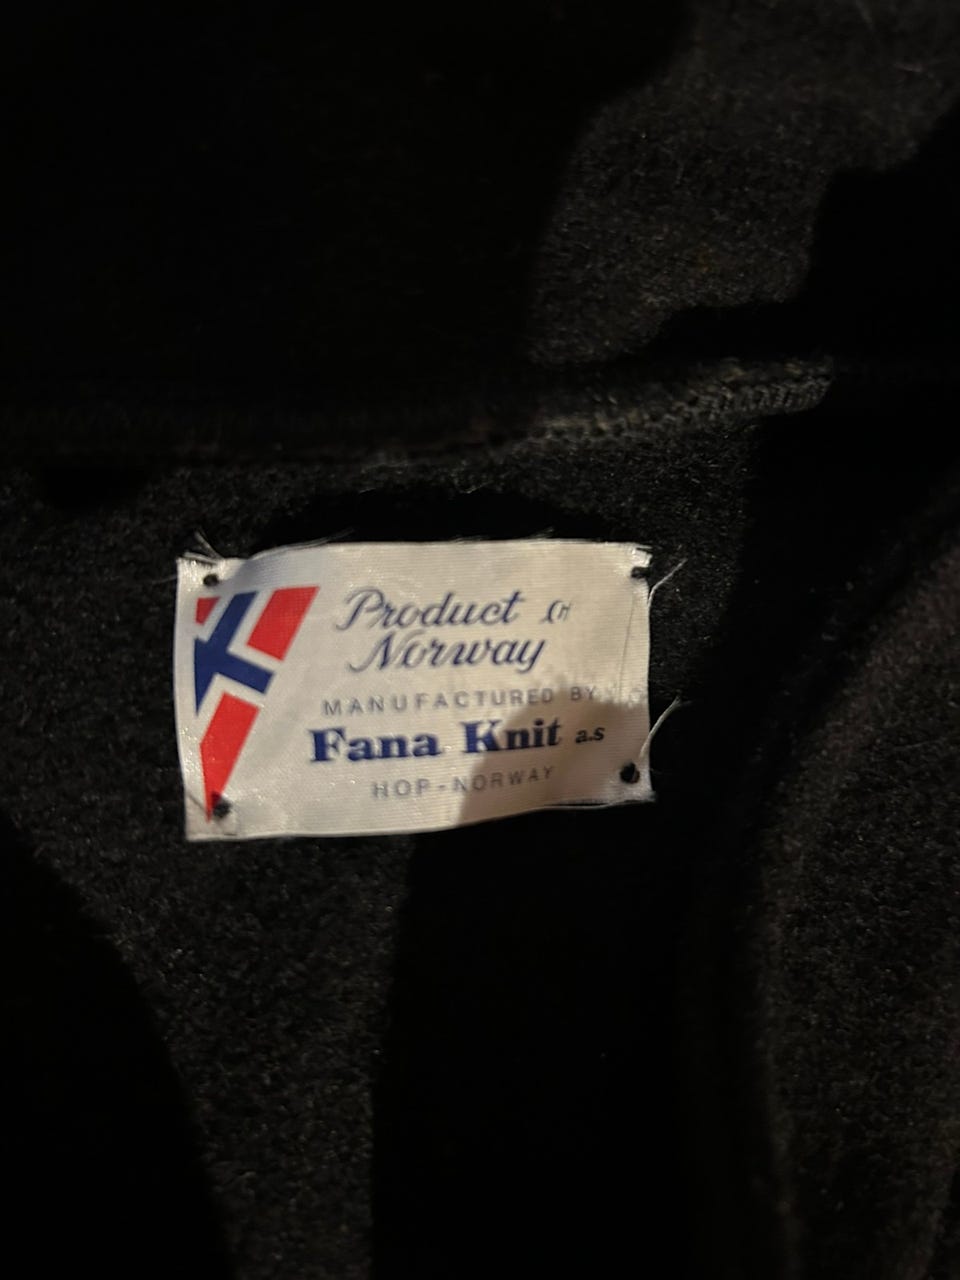 Product of
Norway
MANUFACTURED BY
Fana Knit a.s
HOP-NORWAY